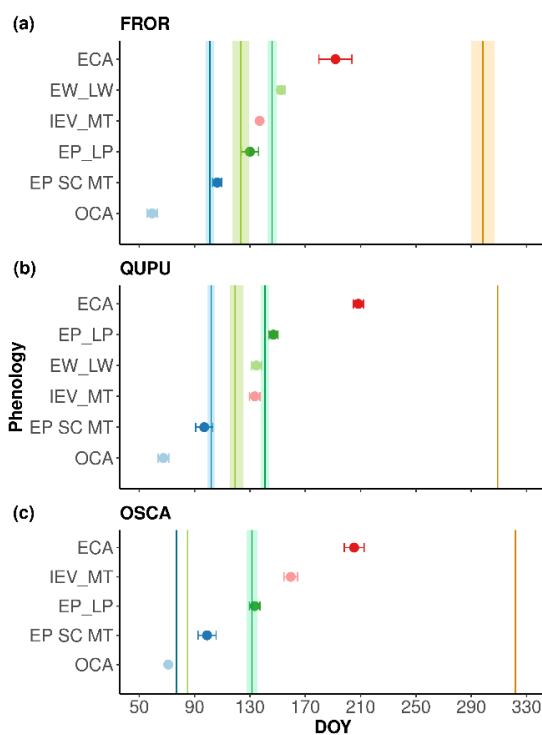 (a) FROR
ECA
EW_LW
IEV_MT
EP_LP
EP SC MT
OCA
(b) QUPU
ECA
EP_LP
EW_LW
IEV_MT
EP SC MT
OCA
Phenology
(c) OSCA
ECA
IEV_MT
EP_LP
EP SC MT
OCA
50 90 130 170 210 250 290 330
DOY